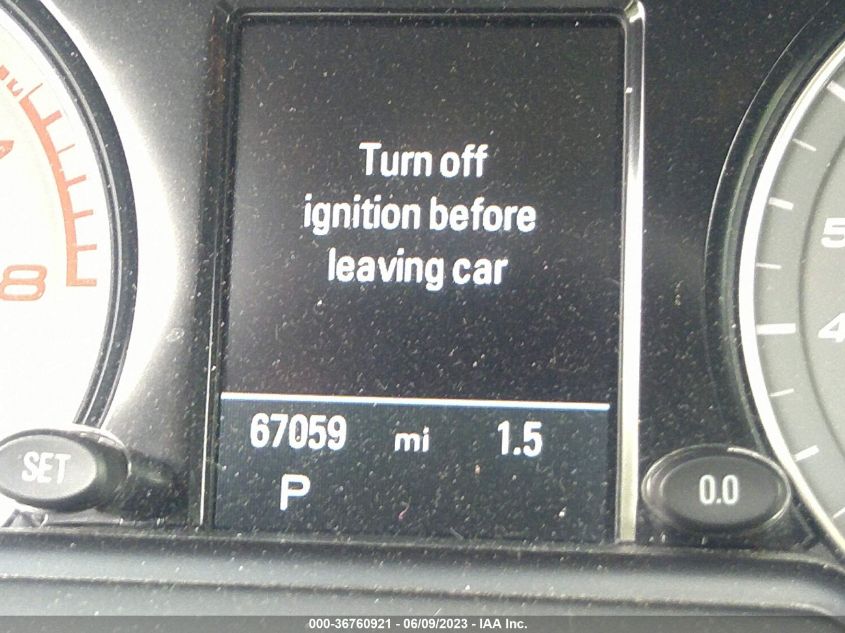 Turn off
ignition before
leaving car
67059 mi 1.5
P
SET
0.0
8
5
4
000-36760921 - 06/09/2023 - IAA Inc.